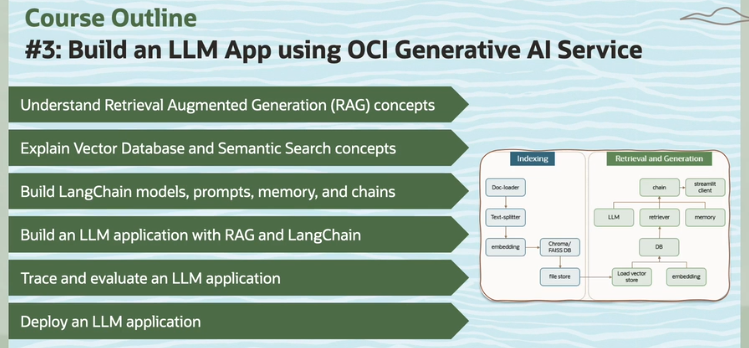 Course Outline
#3: Build an LLM App using OCI Generative AI Service
Understand Retrieval Augmented Generation (RAG) concepts
Explain Vector Database and Semantic Search concepts
Build LangChain models, prompts, memory, and chains
Build an LLM application with RAG and LangChain
Trace and evaluate an LLM application
Deploy an LLM application
Indexing
Doc-loader
Text-splitter
embedding
Chroma/
FAISS DB
File store
Retrieval and Generation
chain
streamlit
client
LLM
retriever
memory
DB
Load vector
store
embedding